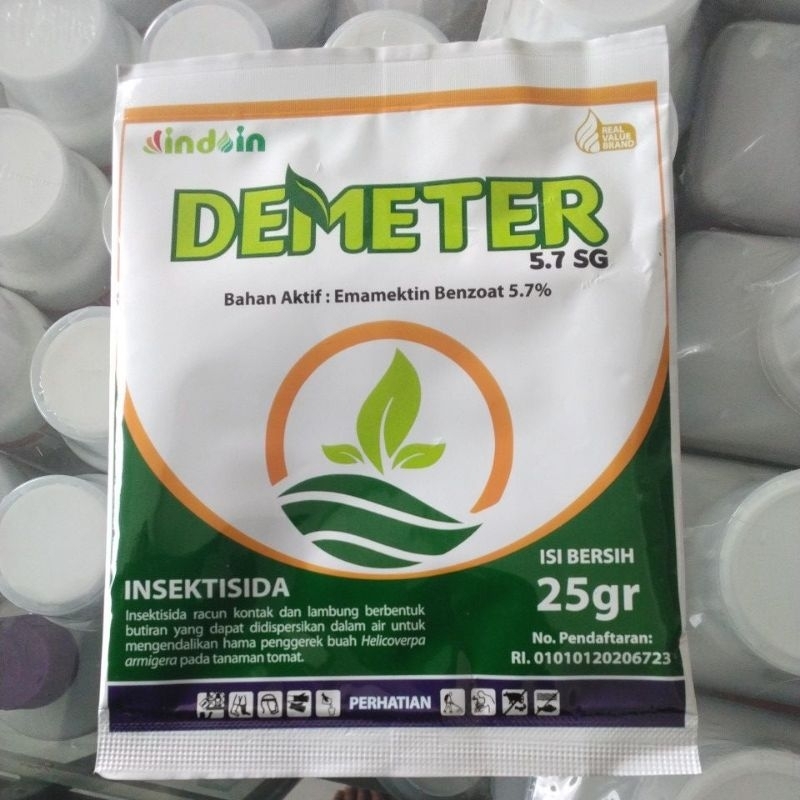 indoin
REAL
VALUE
BRAND
DEMETER
5.7 SG
Bahan Aktif : Emamektin Benzoat 5.7%
INSEKTISIDA
Insektisida racun kontak dan lambung berbentuk
butiran yang dapat didispersikan dalam air untuk
mengendalikan hama penggerek buah Helicoverpa
armigera pada tanaman tomat.
ISI BERSIH
25gr
No. Pendaftaran:
RI. 01010120206723
PERHATIAN